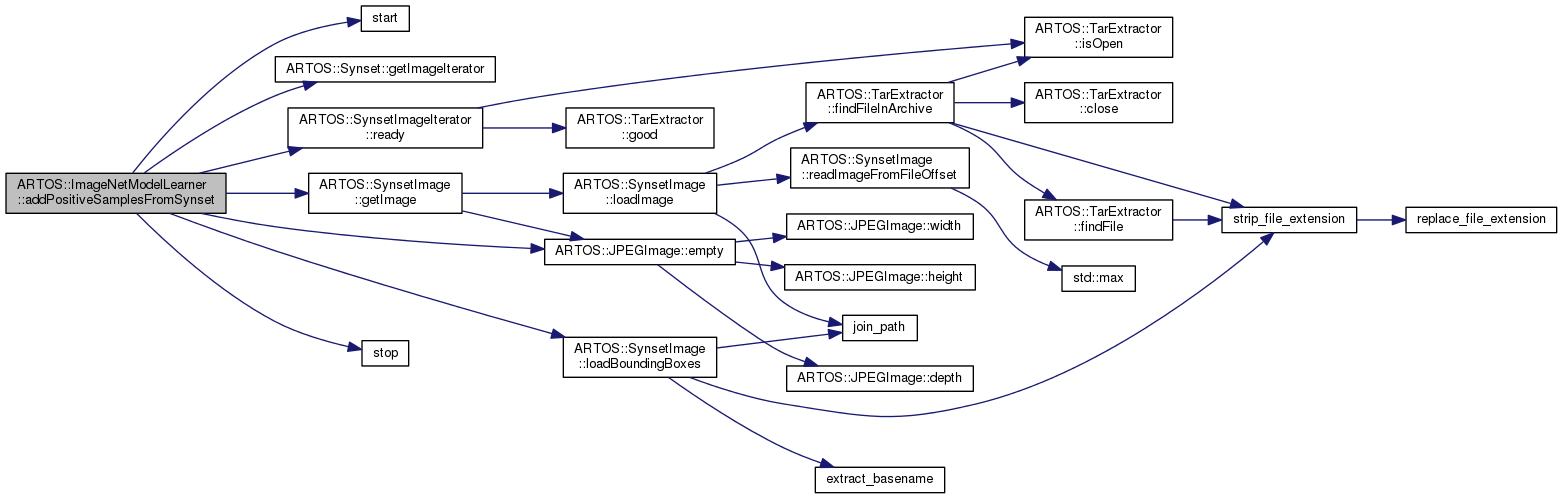 start
ARTOS::Synset::getImageIterator
ARTOS::SynsetImageIterator
::ready
ARTOS::ImageNetModelLearner
::addPositiveSamplesFromSynset
ARTOS::SynsetImage
::getImage
stop
ARTOS::TarExtractor
::good
ARTOS::SynsetImage
::loadImage
ARTOS::JPEGImage::empty
ARTOS::SynsetImage
::loadBoundingBoxes
ARTOS::TarExtractor
::findFileInArchive
ARTOS::SynsetImage
::readImageFromFileOffset
ARTOS::JPEGImage::width
ARTOS::JPEGImage::height
join_path
ARTOS::JPEGImage::depth
extract_basename
ARTOS::TarExtractor
::isOpen
ARTOS::TarExtractor
::close
ARTOS::TarExtractor
::findFile
std::max
strip_file_extension
replace_file_extension